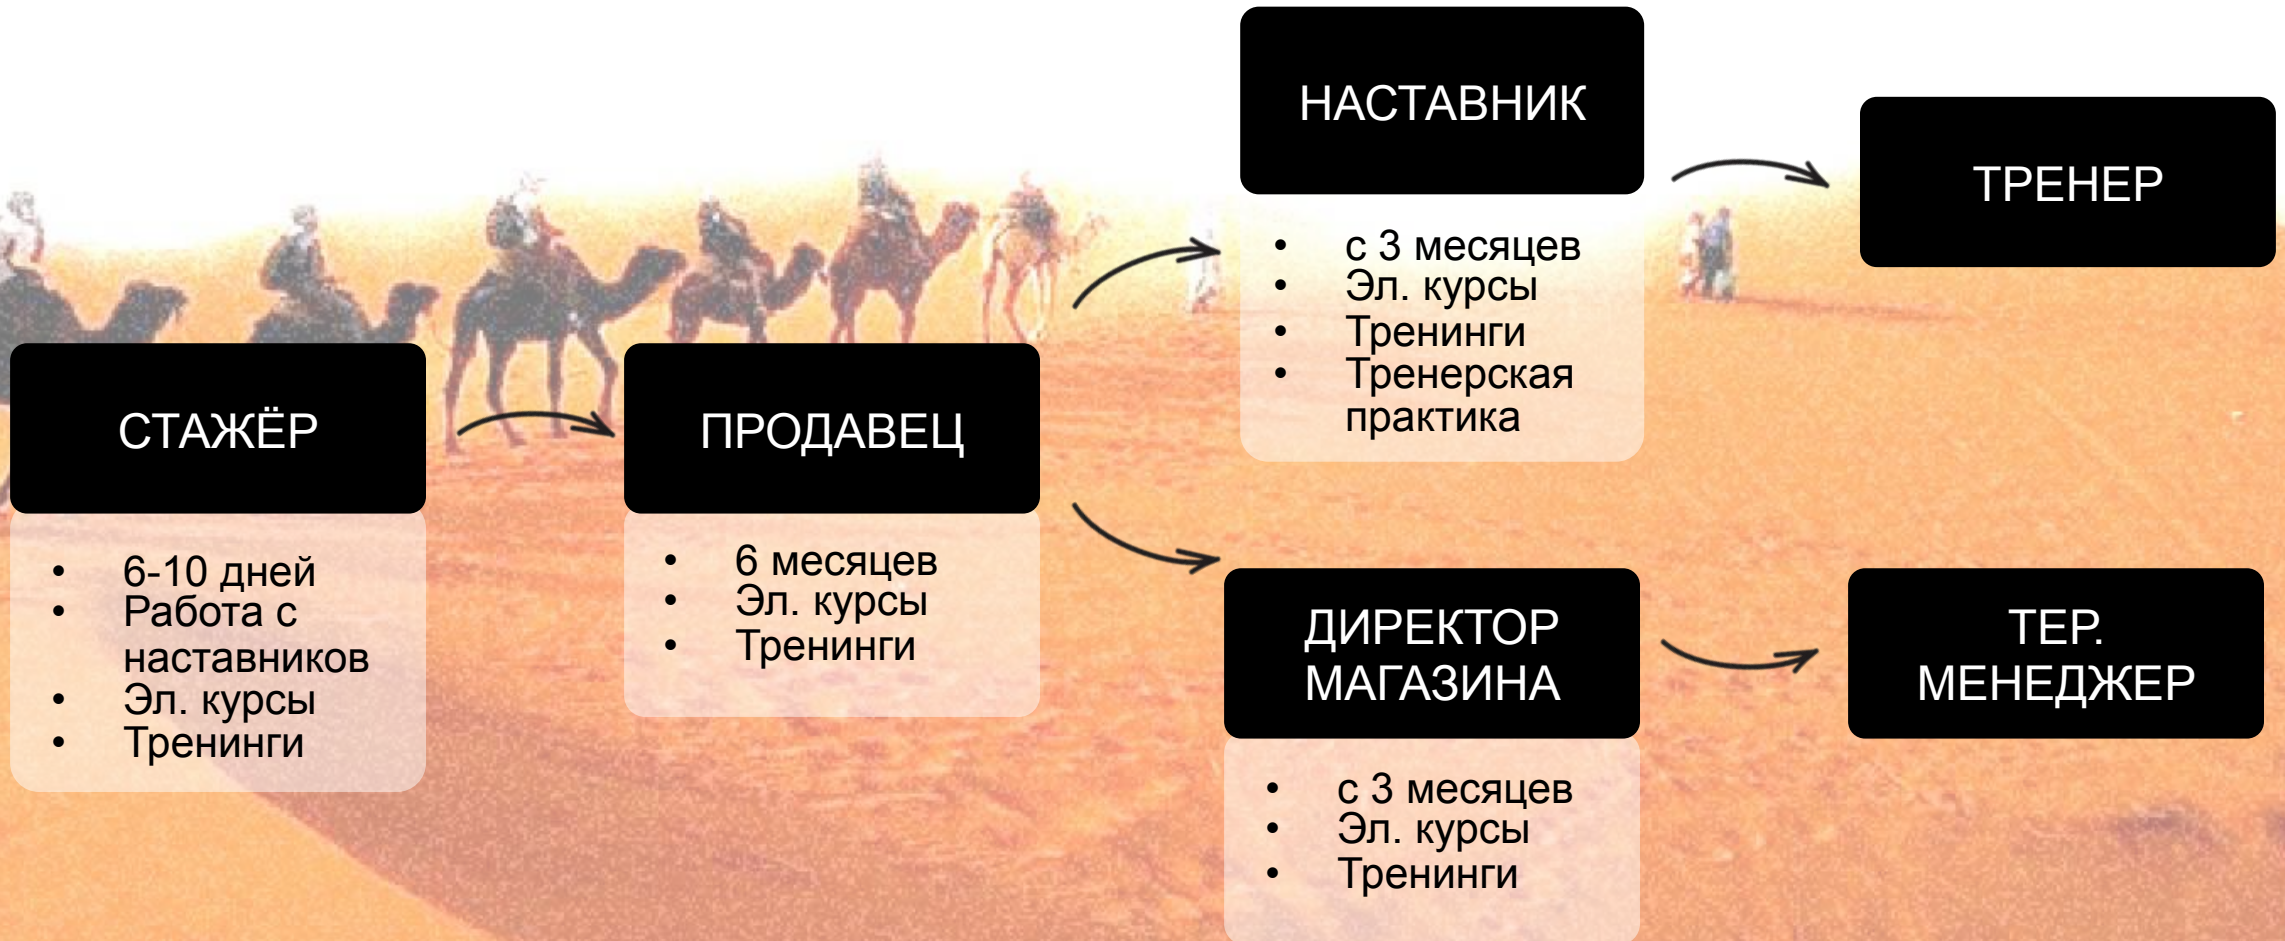 СТАЖЁР
• 6-10 дней
• Работа с
наставников
• Эл. курсы
• Тренинги
ПРОДАВЕЦ
• 6 месяцев
• Эл. курсы
• Тренинги
НАСТАВНИК
• с 3 месяцев
• Эл. курсы
• Тренинги
• Тренерская
практика
ТРЕНЕР
ДИРЕКТОР
МАГАЗИНА
• с 3 месяцев
• Эл. курсы
• Тренинги
ТЕР.
МЕНЕДЖЕР